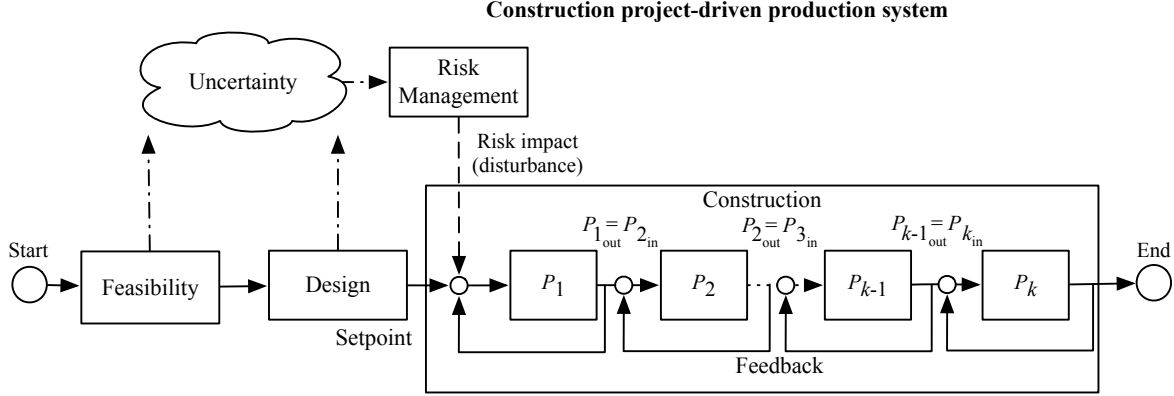 Construction project-driven production system
Uncertainty
Risk
Management
Risk impact
(disturbance)
Construction
P1out = P2in
P2out = P3in
Pk-1out = Pkin
Start
Feasibility
Design
P1
P2
Pk-1
Pk
End
Setpoint
Feedback